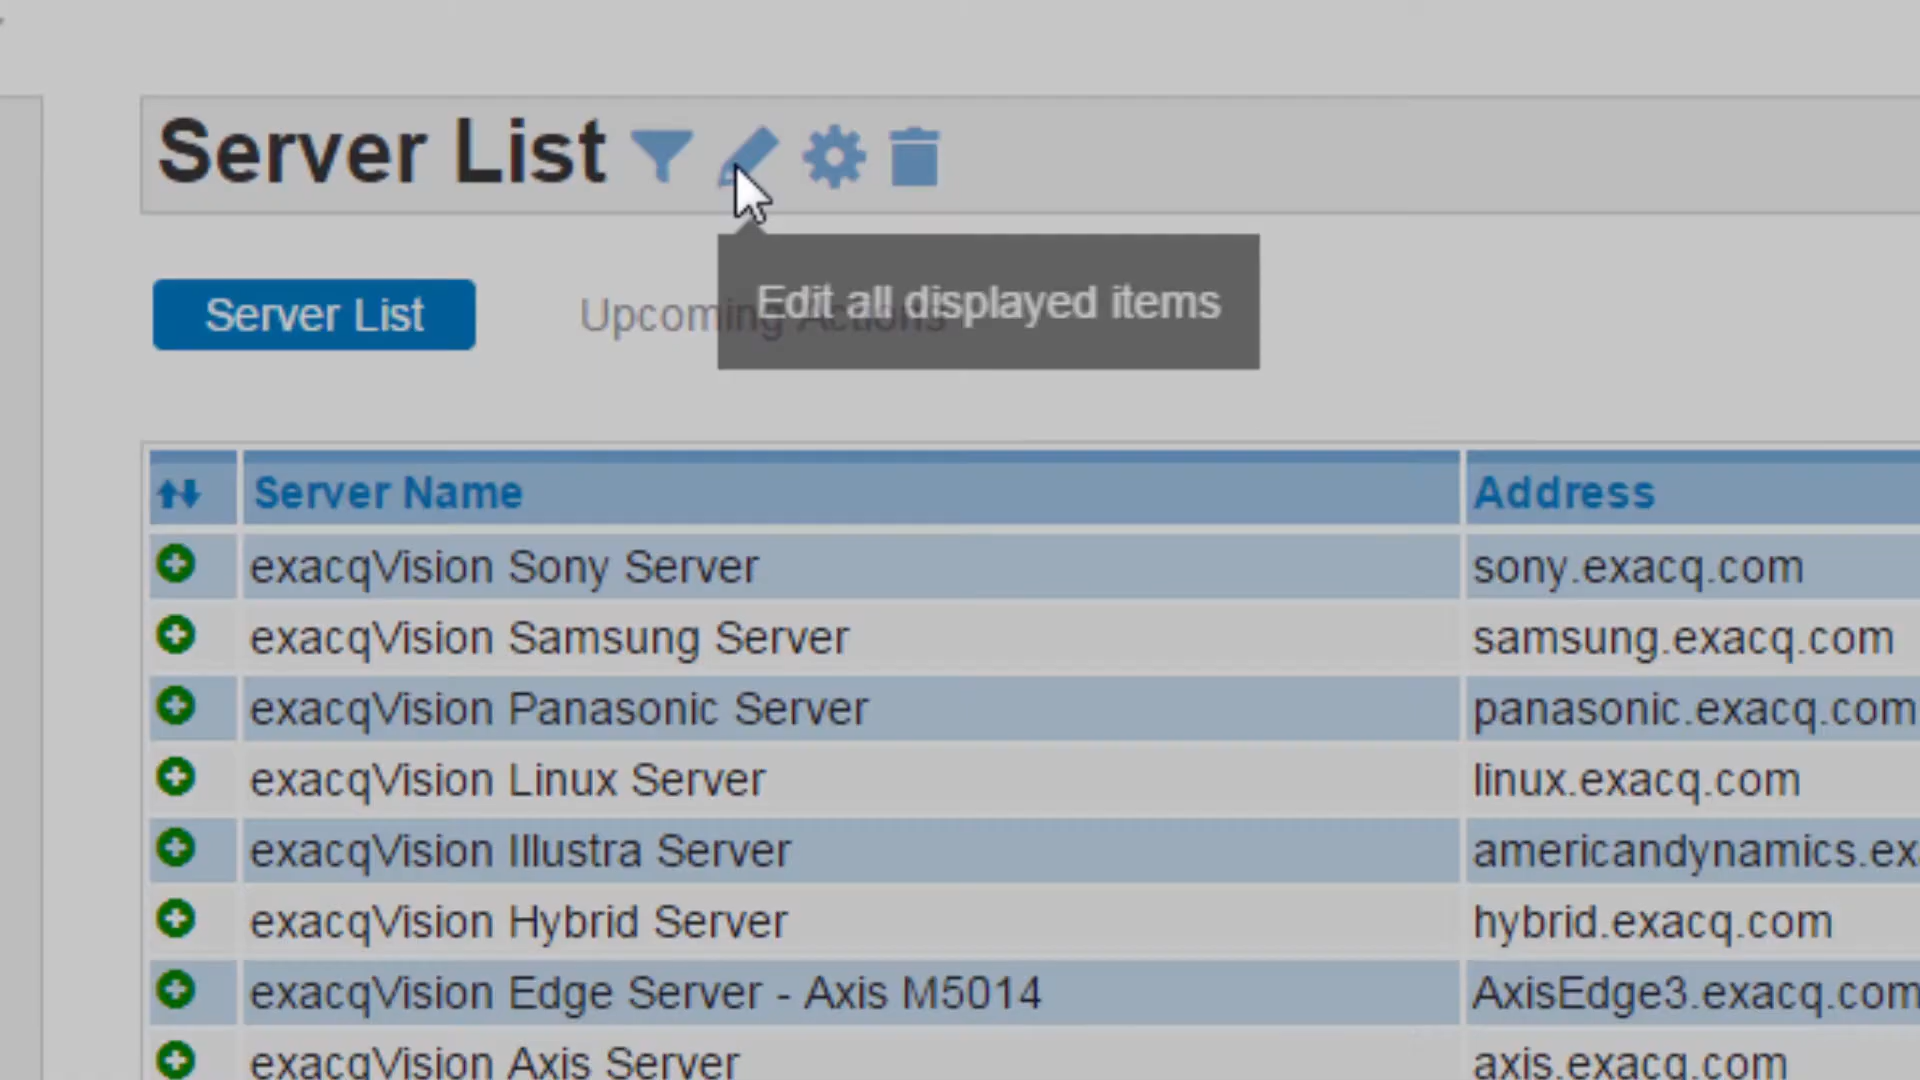 Server List
Edit all displayed items
Server List
Upcoming Actions
Server Name Address
exacqVision Sony Server sony.exacq.com
exacqVision Samsung Server samsung.exacq.com
exacqVision Panasonic Server panasonic.exacq.com
exacqVision Linux Server linux.exacq.com
exacqVision Illustra Server americandynamics.ex
exacqVision Hybrid Server hybrid.exacq.com
exacqVision Edge Server - Axis M5014 AxisEdge3.exacq.com
exacqVision Axis Server axis.exacq.com